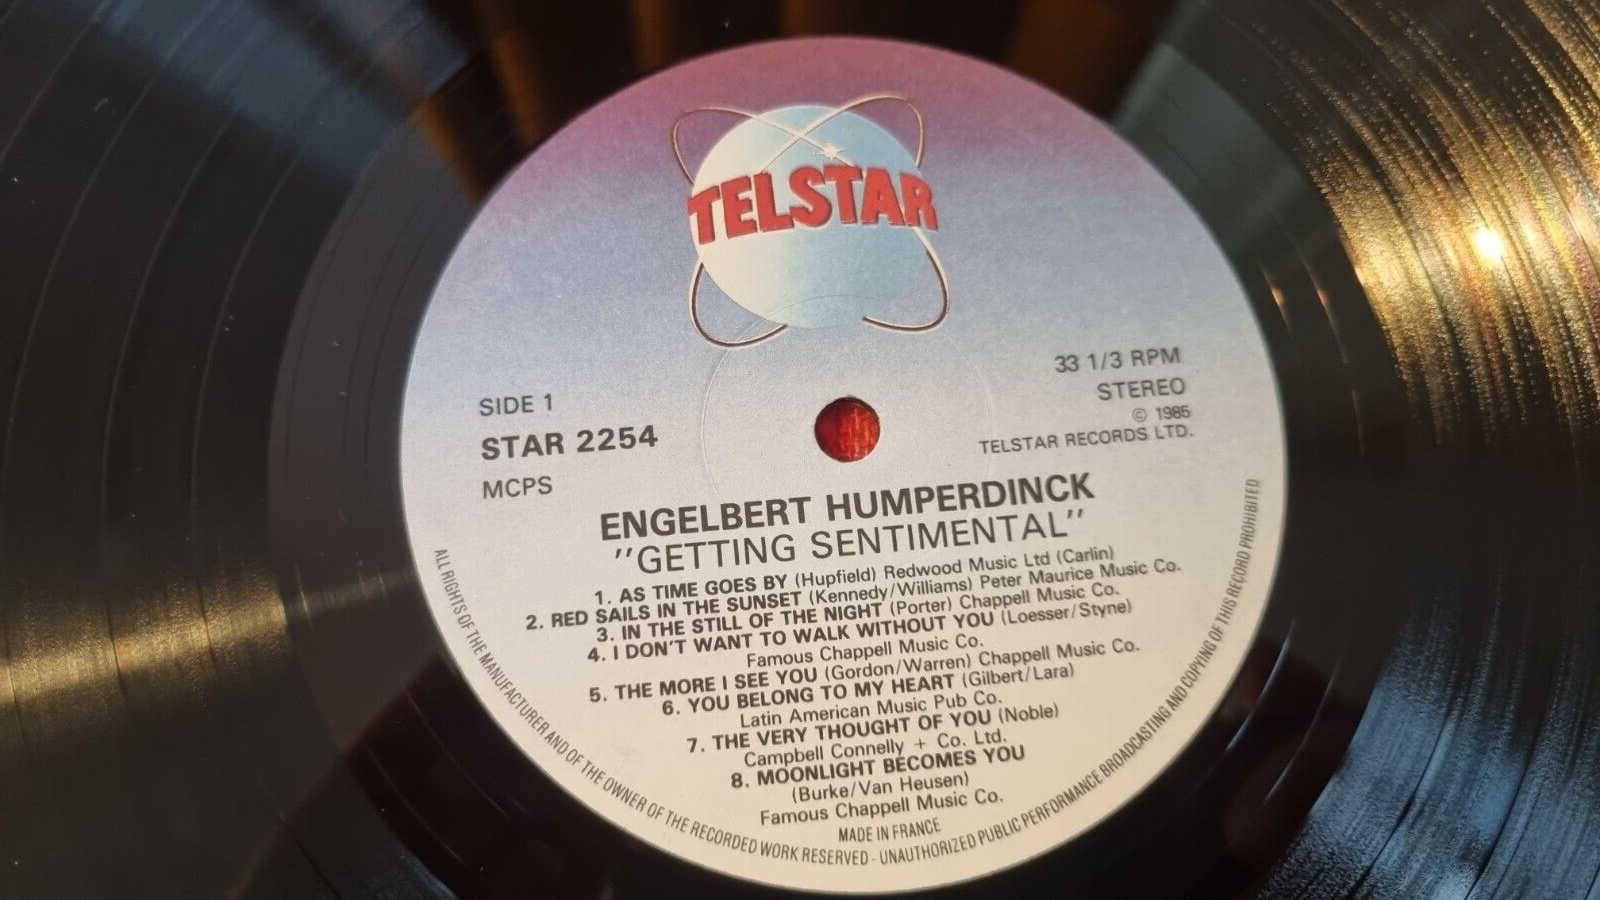 TELSTAR
SIDE 1
STAR 2254
MCPS
33 1/3 RPM
STEREO
© 1985
TELSTAR RECORDS LTD.
ENGELBERT HUMPERDINCK
"GETTING SENTIMENTAL"
1. AS TIME GOES BY (Hupfield) Redwood Music Ltd (Carlin)
2. RED SAILS IN THE SUNSET (Kennedy/Williams) Peter Maurice Music Co.
3. IN THE STILL OF THE NIGHT (Porter) Chappell Music Co.
4. I DON'T WANT TO WALK WITHOUT YOU (Loesser/Styne)
Famous Chappell Music Co.
5. THE MORE I SEE YOU (Gordon/Warren) Chappell Music Co.
6. YOU BELONG TO MY HEART (Gilbert/Lara)
Latin American Music Pub Co.
7. THE VERY THOUGHT OF YOU (Noble)
Campbell Connelly + Co. Ltd.
8. MOONLIGHT BECOMES YOU
(Burke/Van Heusen)
Famous Chappell Music Co.
MADE IN FRANCE
ALL RIGHTS OF THE MANUFACTURER AND OF THE OWNER OF THE RECORDED WORK RESERVED - UNAUTHORIZED PUBLIC PERFORMANCE BROADCASTING AND COPYING OF THIS RECORD PROHIBITED